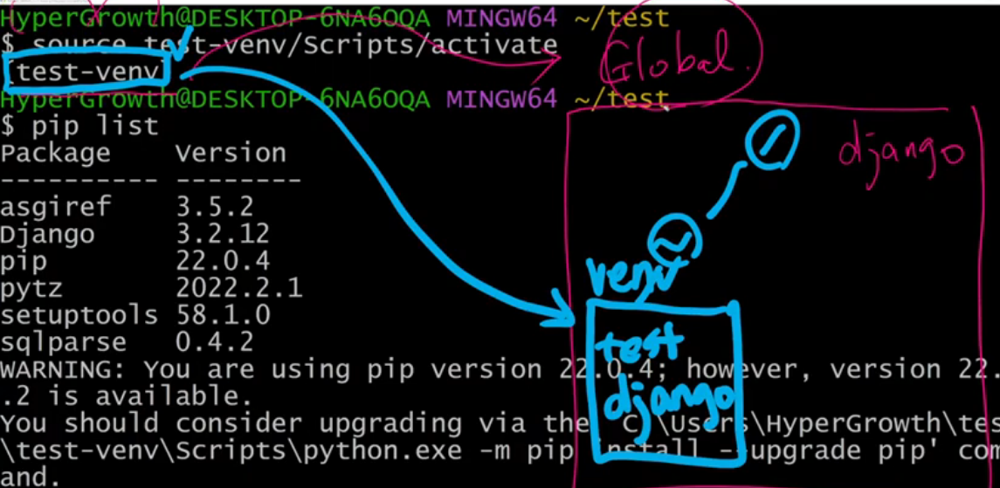 HyperGrowth@DESKTOP-6NA6OQA MINGW64 ~/test
$ source test-venv/Scripts/activate
Global.
(test-venv)
HyperGrowth@DESKTOP-6NA6OQA MINGW64 ~/test
$ pip list
django
Package Version
---------- --------
asgiref 3.5.2
Django 3.2.12
pip 22.0.4
venv
pytz 2022.2.1
setuptools 58.1.0
sqlparse 0.4.2
test
WARNING: You are using pip version 22.0.4; however, version 22.
.2 is available.
django
You should consider upgrading via the 'C:\Users\HyperGrowth\tes
\test-venv\Scripts\python.exe -m pip install --upgrade pip' com
and.